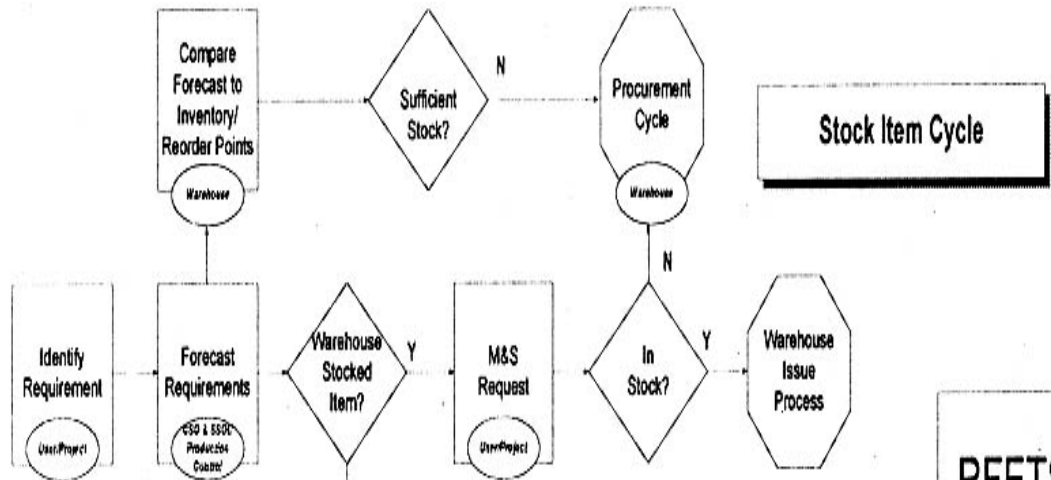 Compare
Forecast to
Inventory/
Reorder Points
Warehouse
Sufficient
Stock?
N
Procurement
Cycle
Warehouse
Stock Item Cycle
N
Identify
Requirement
User/Project
Forecast
Requirements
Production
Control
Warehouse
Stocked
Item?
Y
M&S
Request
User/Project
In
Stock?
Y
Warehouse
Issue
Process